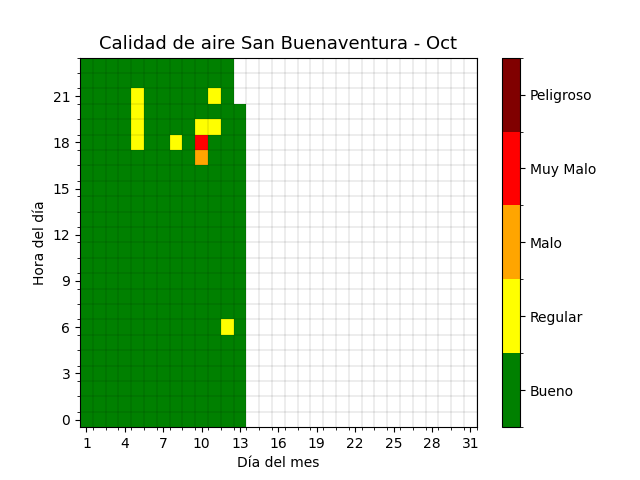 Calidad de aire San Buenaventura - Oct
Hora del día
21
18
15
12
9
6
3
0
1 4 7 10 13 16 19 22 25 28 31
Día del mes
Peligroso
Muy Malo
Malo
Regular
Bueno